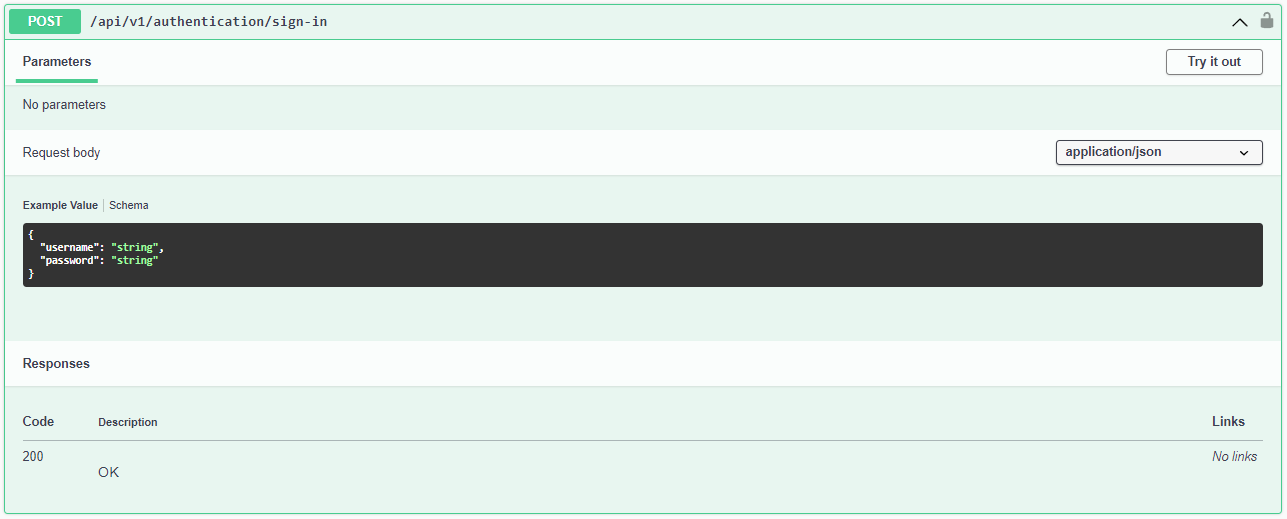 POST /api/v1/authentication/sign-in
Parameters Try it out
No parameters
Request body application/json
Example Value Schema
{
"username": "string",
"password": "string"
}
Responses
Code Description Links
200 No links
OK